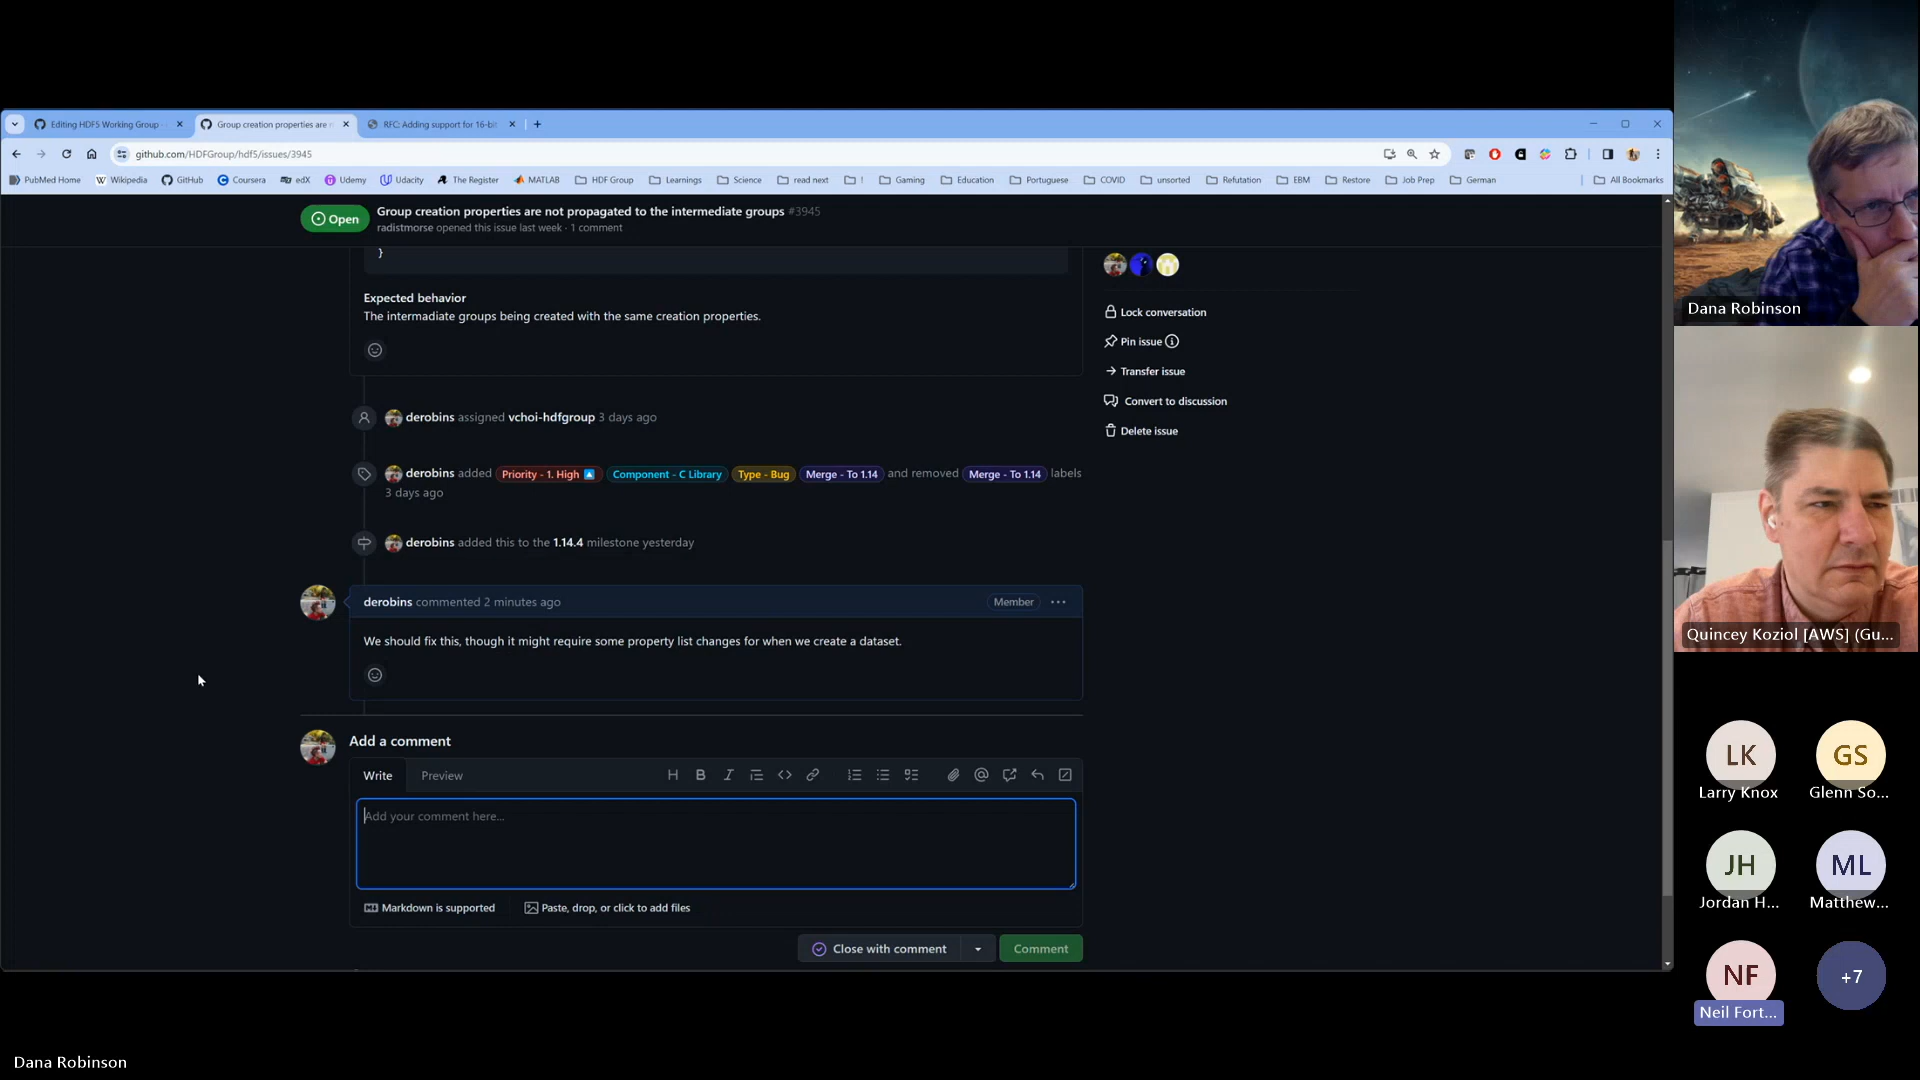 Editing HDF5 Working Group
Group creation properties are n
RFC: Adding support for 16-bit
github.com/HDFGroup/hdf5/issues/3945
PubMed Home
Wikipedia
GitHub
Coursera
edX
Udemy
Udacity
The Register
MATLAB
HDF Group
Learnings
Science
read next
!
Gaming
Education
Portuguese
COVID
unsorted
Refutation
EBM
Restore
Job Prep
German
All Bookmarks
Open
Group creation properties are not propagated to the intermediate groups #3945
radistmorse opened this issue last week · 1 comment
}
Expected behavior
The intermadiate groups being created with the same creation properties.
Lock conversation
Pin issue
Transfer issue
Convert to discussion
Delete issue
derobins assigned vchoi-hdfgroup 3 days ago
derobins added Priority - 1. High Component - C Library Type - Bug Merge - To 1.14 and removed Merge - To 1.14 labels
3 days ago
derobins added this to the 1.14.4 milestone yesterday
derobins commented 2 minutes ago
Member
We should fix this, though it might require some property list changes for when we create a dataset.
Add a comment
Write
Preview
Add your comment here...
Markdown is supported
Paste, drop, or click to add files
Close with comment
Comment
Dana Robinson
Quincey Koziol [AWS] (Gu...
LK
GS
Larry Knox
Glenn So...
JH
ML
Jordan H...
Matthew...
NF
+7
Neil Fort...
Dana Robinson